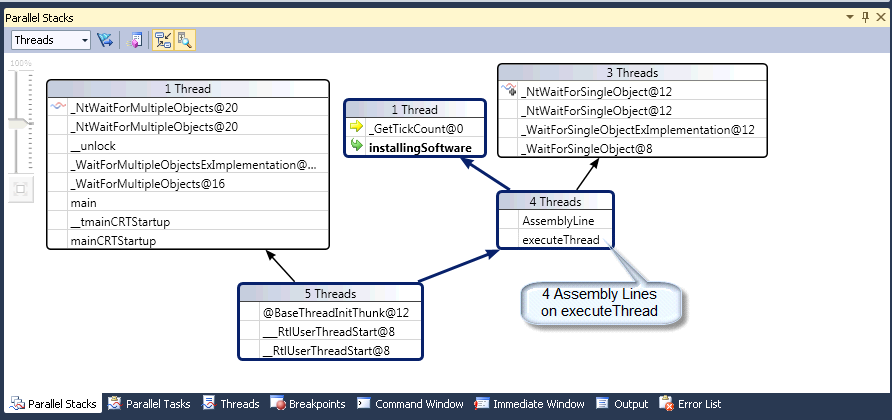 Parallel Stacks
Threads
100%
1 Thread
_NtWaitForMultipleObjects@20
_NtWaitForMultipleObjects@20
__unlock
_WaitForMultipleObjectsExImplementation@...
_WaitForMultipleObjects@16
main
__tmainCRTStartup
mainCRTStartup
1 Thread
_GetTickCount@0
installingSoftware
3 Threads
_NtWaitForSingleObject@12
_NtWaitForSingleObject@12
_WaitForSingleObjectExImplementation@12
_WaitForSingleObject@8
4 Threads
AssemblyLine
executeThread
5 Threads
@BaseThreadInitThunk@12
___RtlUserThreadStart@8
__RtlUserThreadStart@8
4 Assembly Lines
on executeThread
Parallel Stacks Parallel Tasks Threads Breakpoints Command Window Immediate Window Output Error List